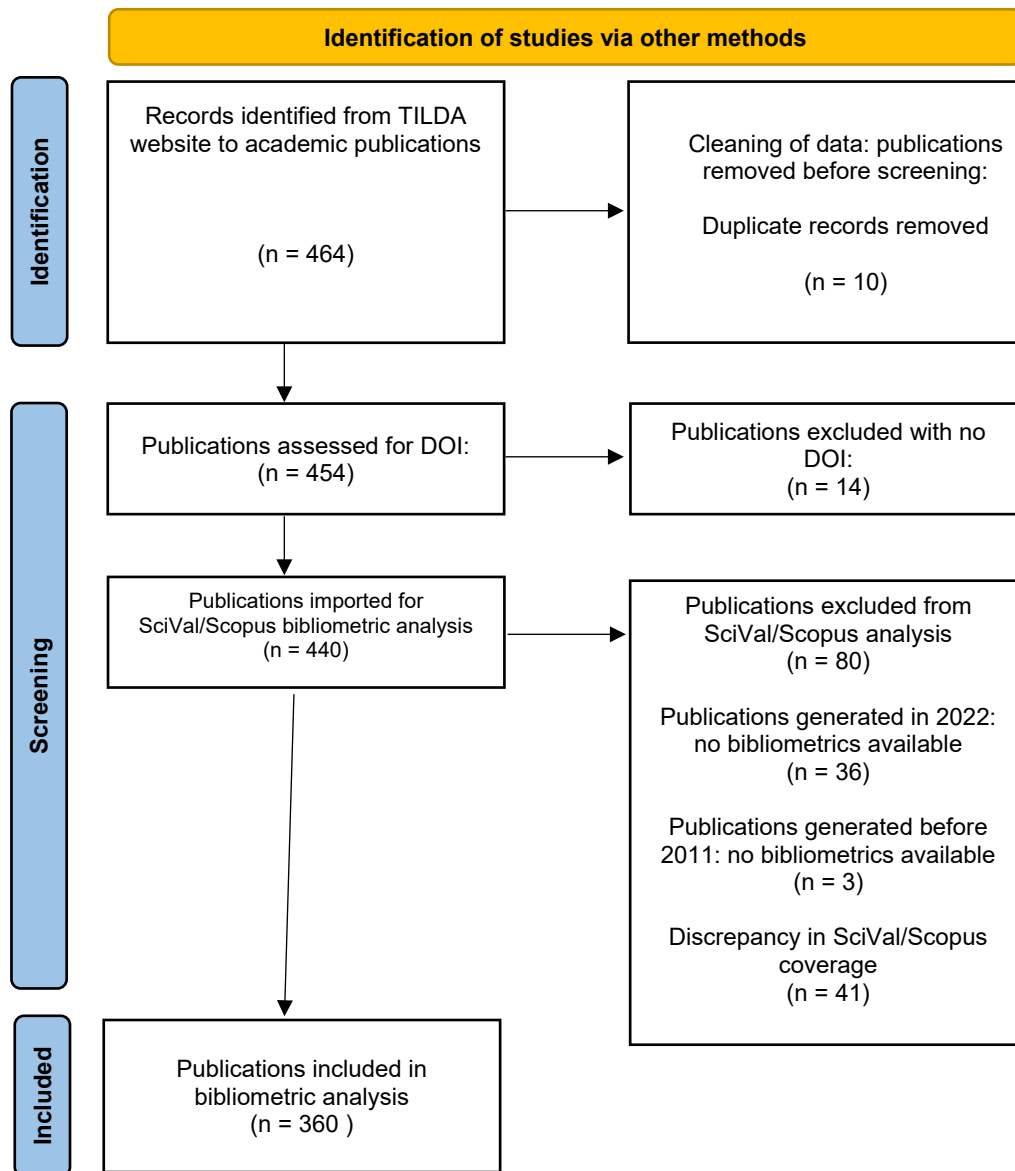 Identification of studies via other methods
Identification
Records identified from TILDA
website to academic publications
(n = 464)
Cleaning of data: publications
removed before screening:
Duplicate records removed
(n = 10)
Screening
Publications assessed for DOI:
(n = 454)
Publications excluded with no
DOI:
(n = 14)
Publications imported for
SciVal/Scopus bibliometric analysis
(n = 440)
Publications excluded from
SciVal/Scopus analysis
(n = 80)
Publications generated in 2022:
no bibliometrics available
(n = 36)
Publications generated before
2011: no bibliometrics available
(n = 3)
Discrepancy in SciVal/Scopus
coverage
(n = 41)
Included
Publications included in
bibliometric analysis
(n = 360 )